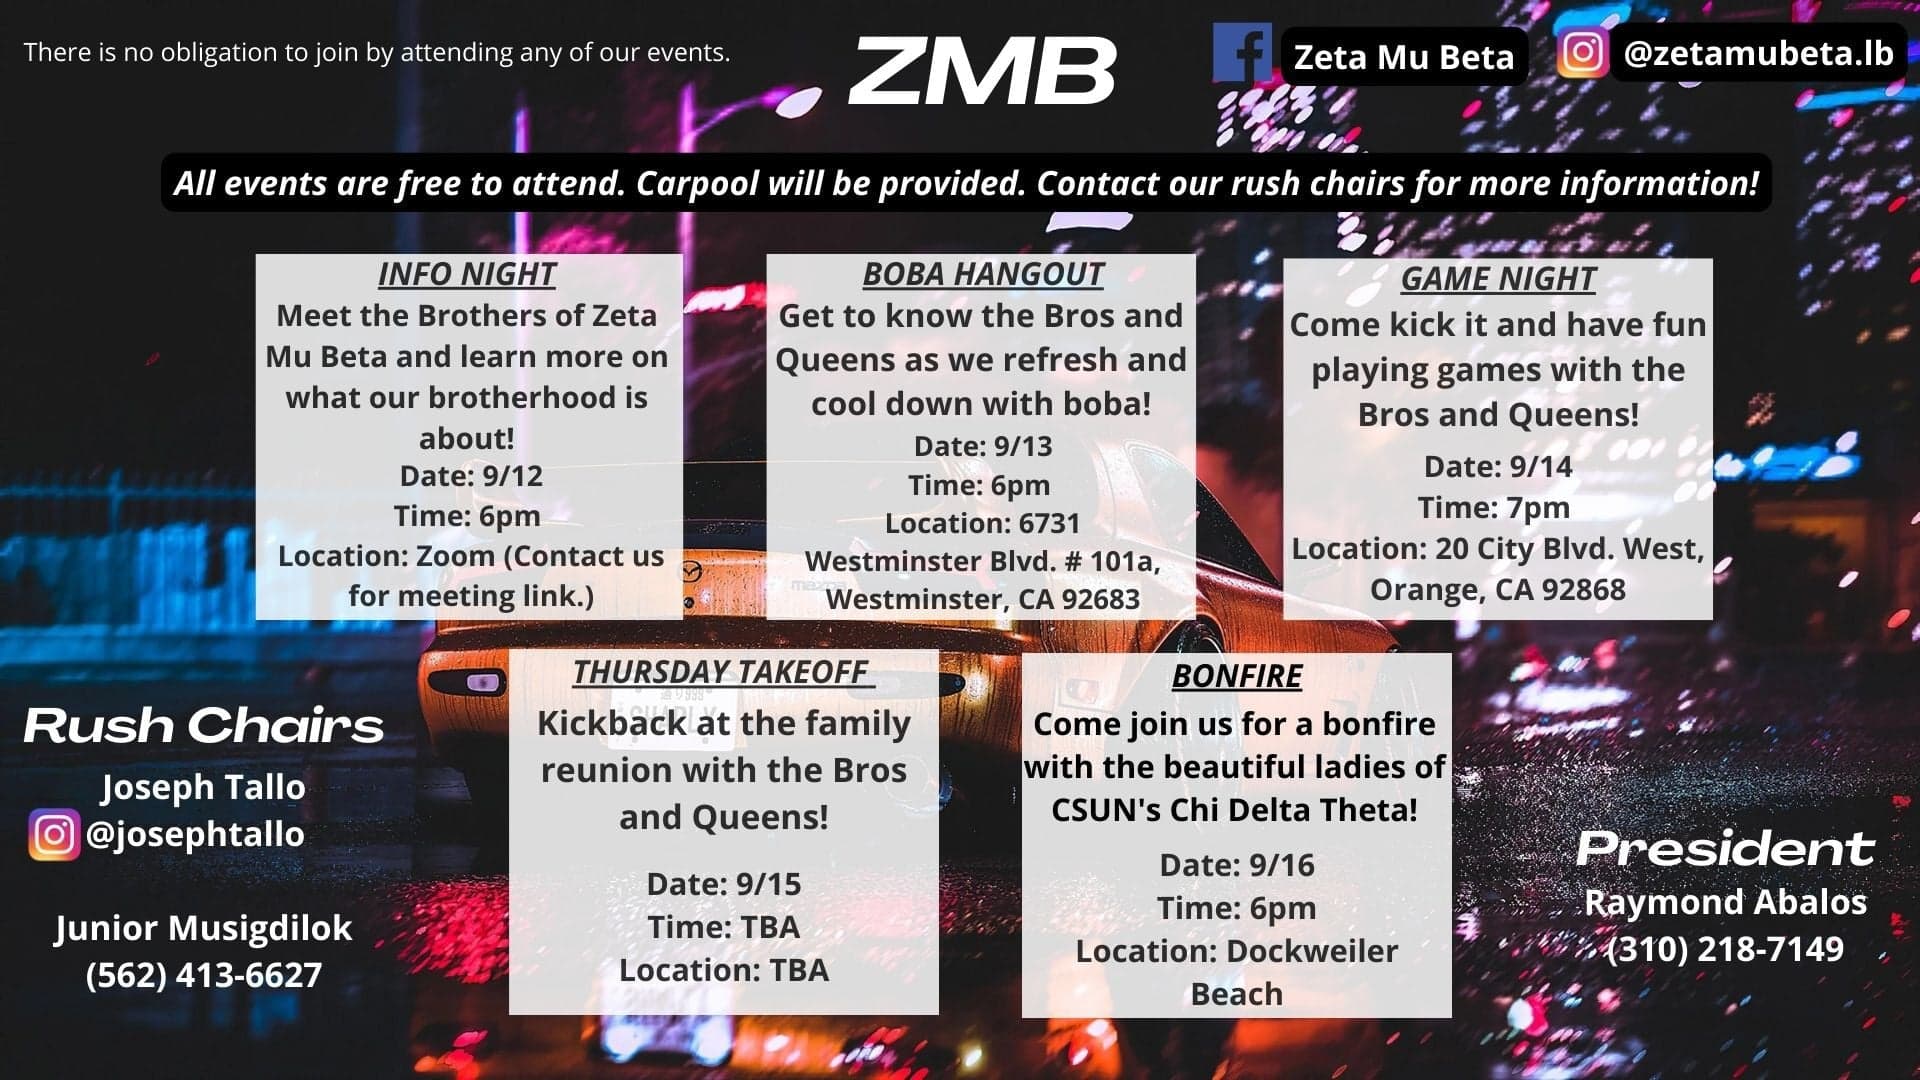 There is no obligation to join by attending any of our events.
ZMB
Zeta Mu Beta
@zetamubeta.lb
All events are free to attend. Carpool will be provided. Contact our rush chairs for more information!
INFO NIGHT
Meet the Brothers of Zeta
Mu Beta and learn more on
what our brotherhood is
about!
Date: 9/12
Time: 6pm
Location: Zoom (Contact us
for meeting link.)
BOBA HANGOUT
Get to know the Bros and
Queens as we refresh and
cool down with boba!
Date: 9/13
Time: 6pm
Location: 6731
Westminster Blvd. # 101a,
Westminster, CA 92683
GAME NIGHT
Come kick it and have fun
playing games with the
Bros and Queens!
Date: 9/14
Time: 7pm
Location: 20 City Blvd. West,
Orange, CA 92868
THURSDAY TAKEOFF
Kickback at the family
reunion with the Bros
and Queens!
Date: 9/15
Time: TBA
Location: TBA
BONFIRE
Come join us for a bonfire
with the beautiful ladies of
CSUN's Chi Delta Theta!
Date: 9/16
Time: 6pm
Location: Dockweiler
Beach
Rush Chairs
Joseph Tallo
@josephtallo
Junior Musigdilok
(562) 413-6627
President
Raymond Abalos
(310) 218-7149
mazda